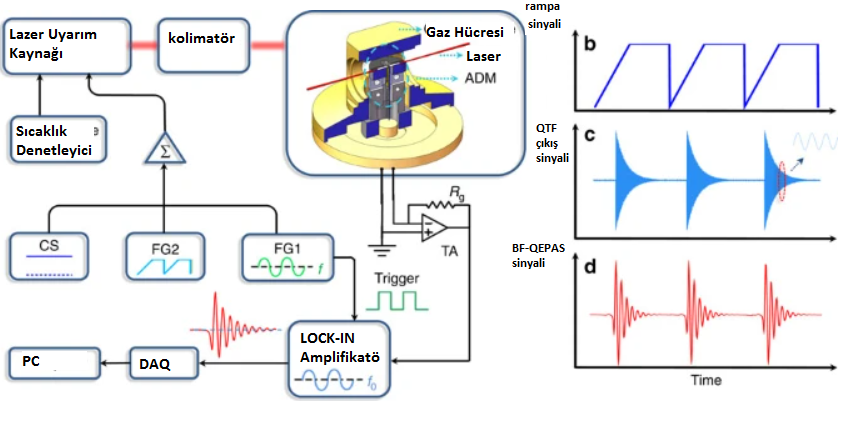 Lazer Uyarım
Kaynağı
kolimatör
Gaz Hücresi
Laser
ADM
Sıcaklık
Denetleyici
Σ
CS
FG2
FG1
f
Rg
TA
Trigger
LOCK-IN
Amplifikatö
f0
DAQ
PC
rampa
sinyali
b
QTF
çıkış
sinyali
c
BF-QEPAS
sinyali
d
Time